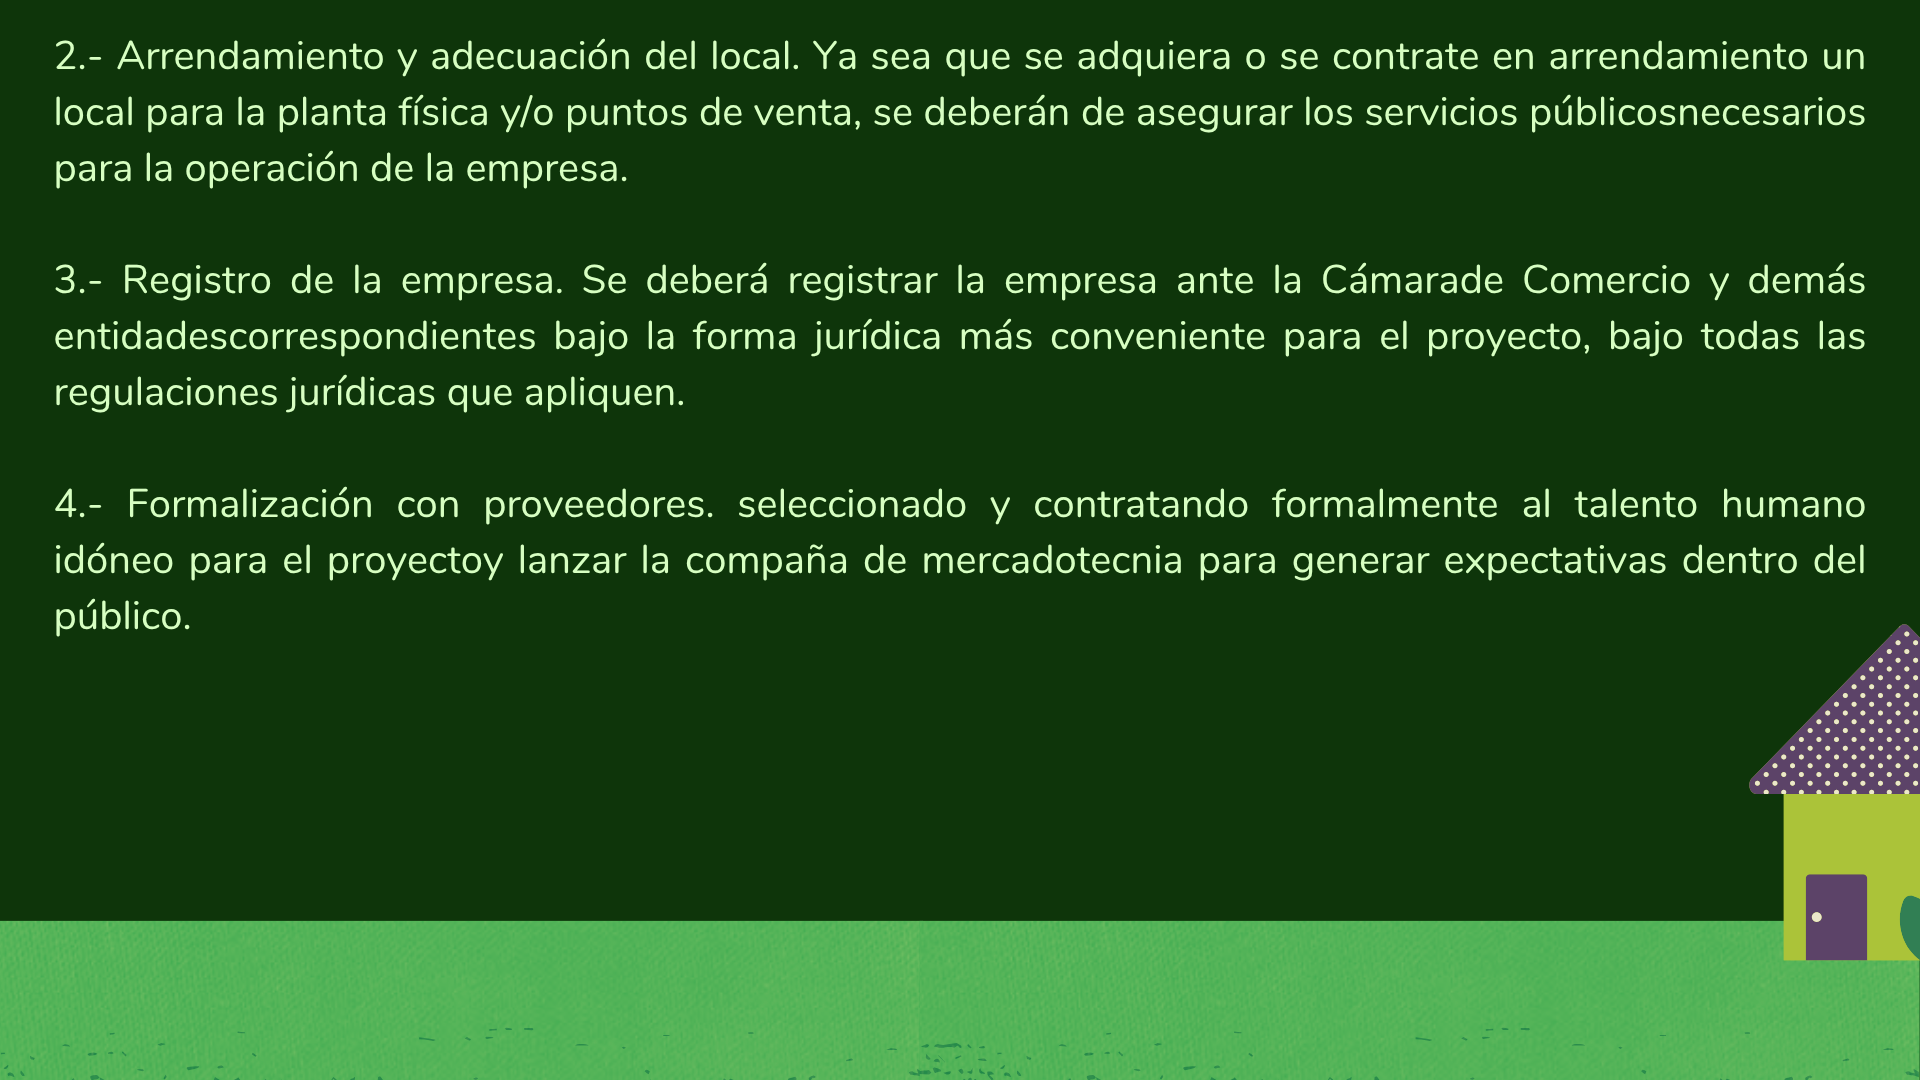 2.- Arrendamiento y adecuación del local. Ya sea que se adquiera o se contrate en arrendamiento un
local para la planta física y/o puntos de venta, se deberán de asegurar los servicios públicosnecesarios
para la operación de la empresa.
3.- Registro de la empresa. Se deberá registrar la empresa ante la Cámarade Comercio y demás
entidadescorrespondientes bajo la forma jurídica más conveniente para el proyecto, bajo todas las
regulaciones jurídicas que apliquen.
4.- Formalización con proveedores. seleccionado y contratando formalmente al talento humano
idóneo para el proyectoy lanzar la compaña de mercadotecnia para generar expectativas dentro del
público.